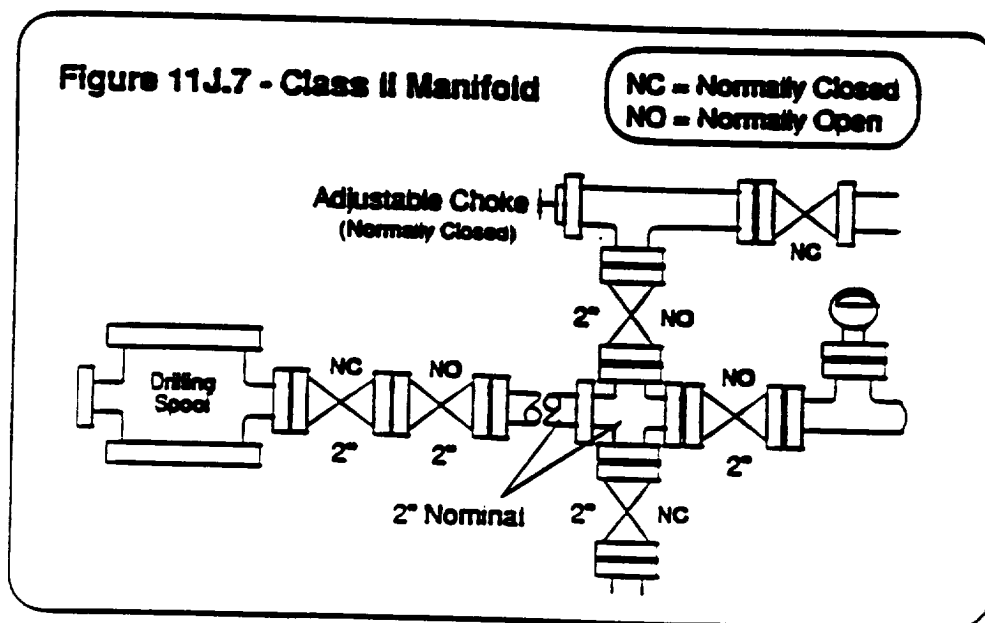 Figure 11J.7 - Class II Manifold
NC = Normally Closed
NO = Normally Open
Adjustable Choke
(Normally Closed)
NC
2" NO
NC NO
NO
Drilling
Spool
2" 2"
2"
2" Nominal
2" NC